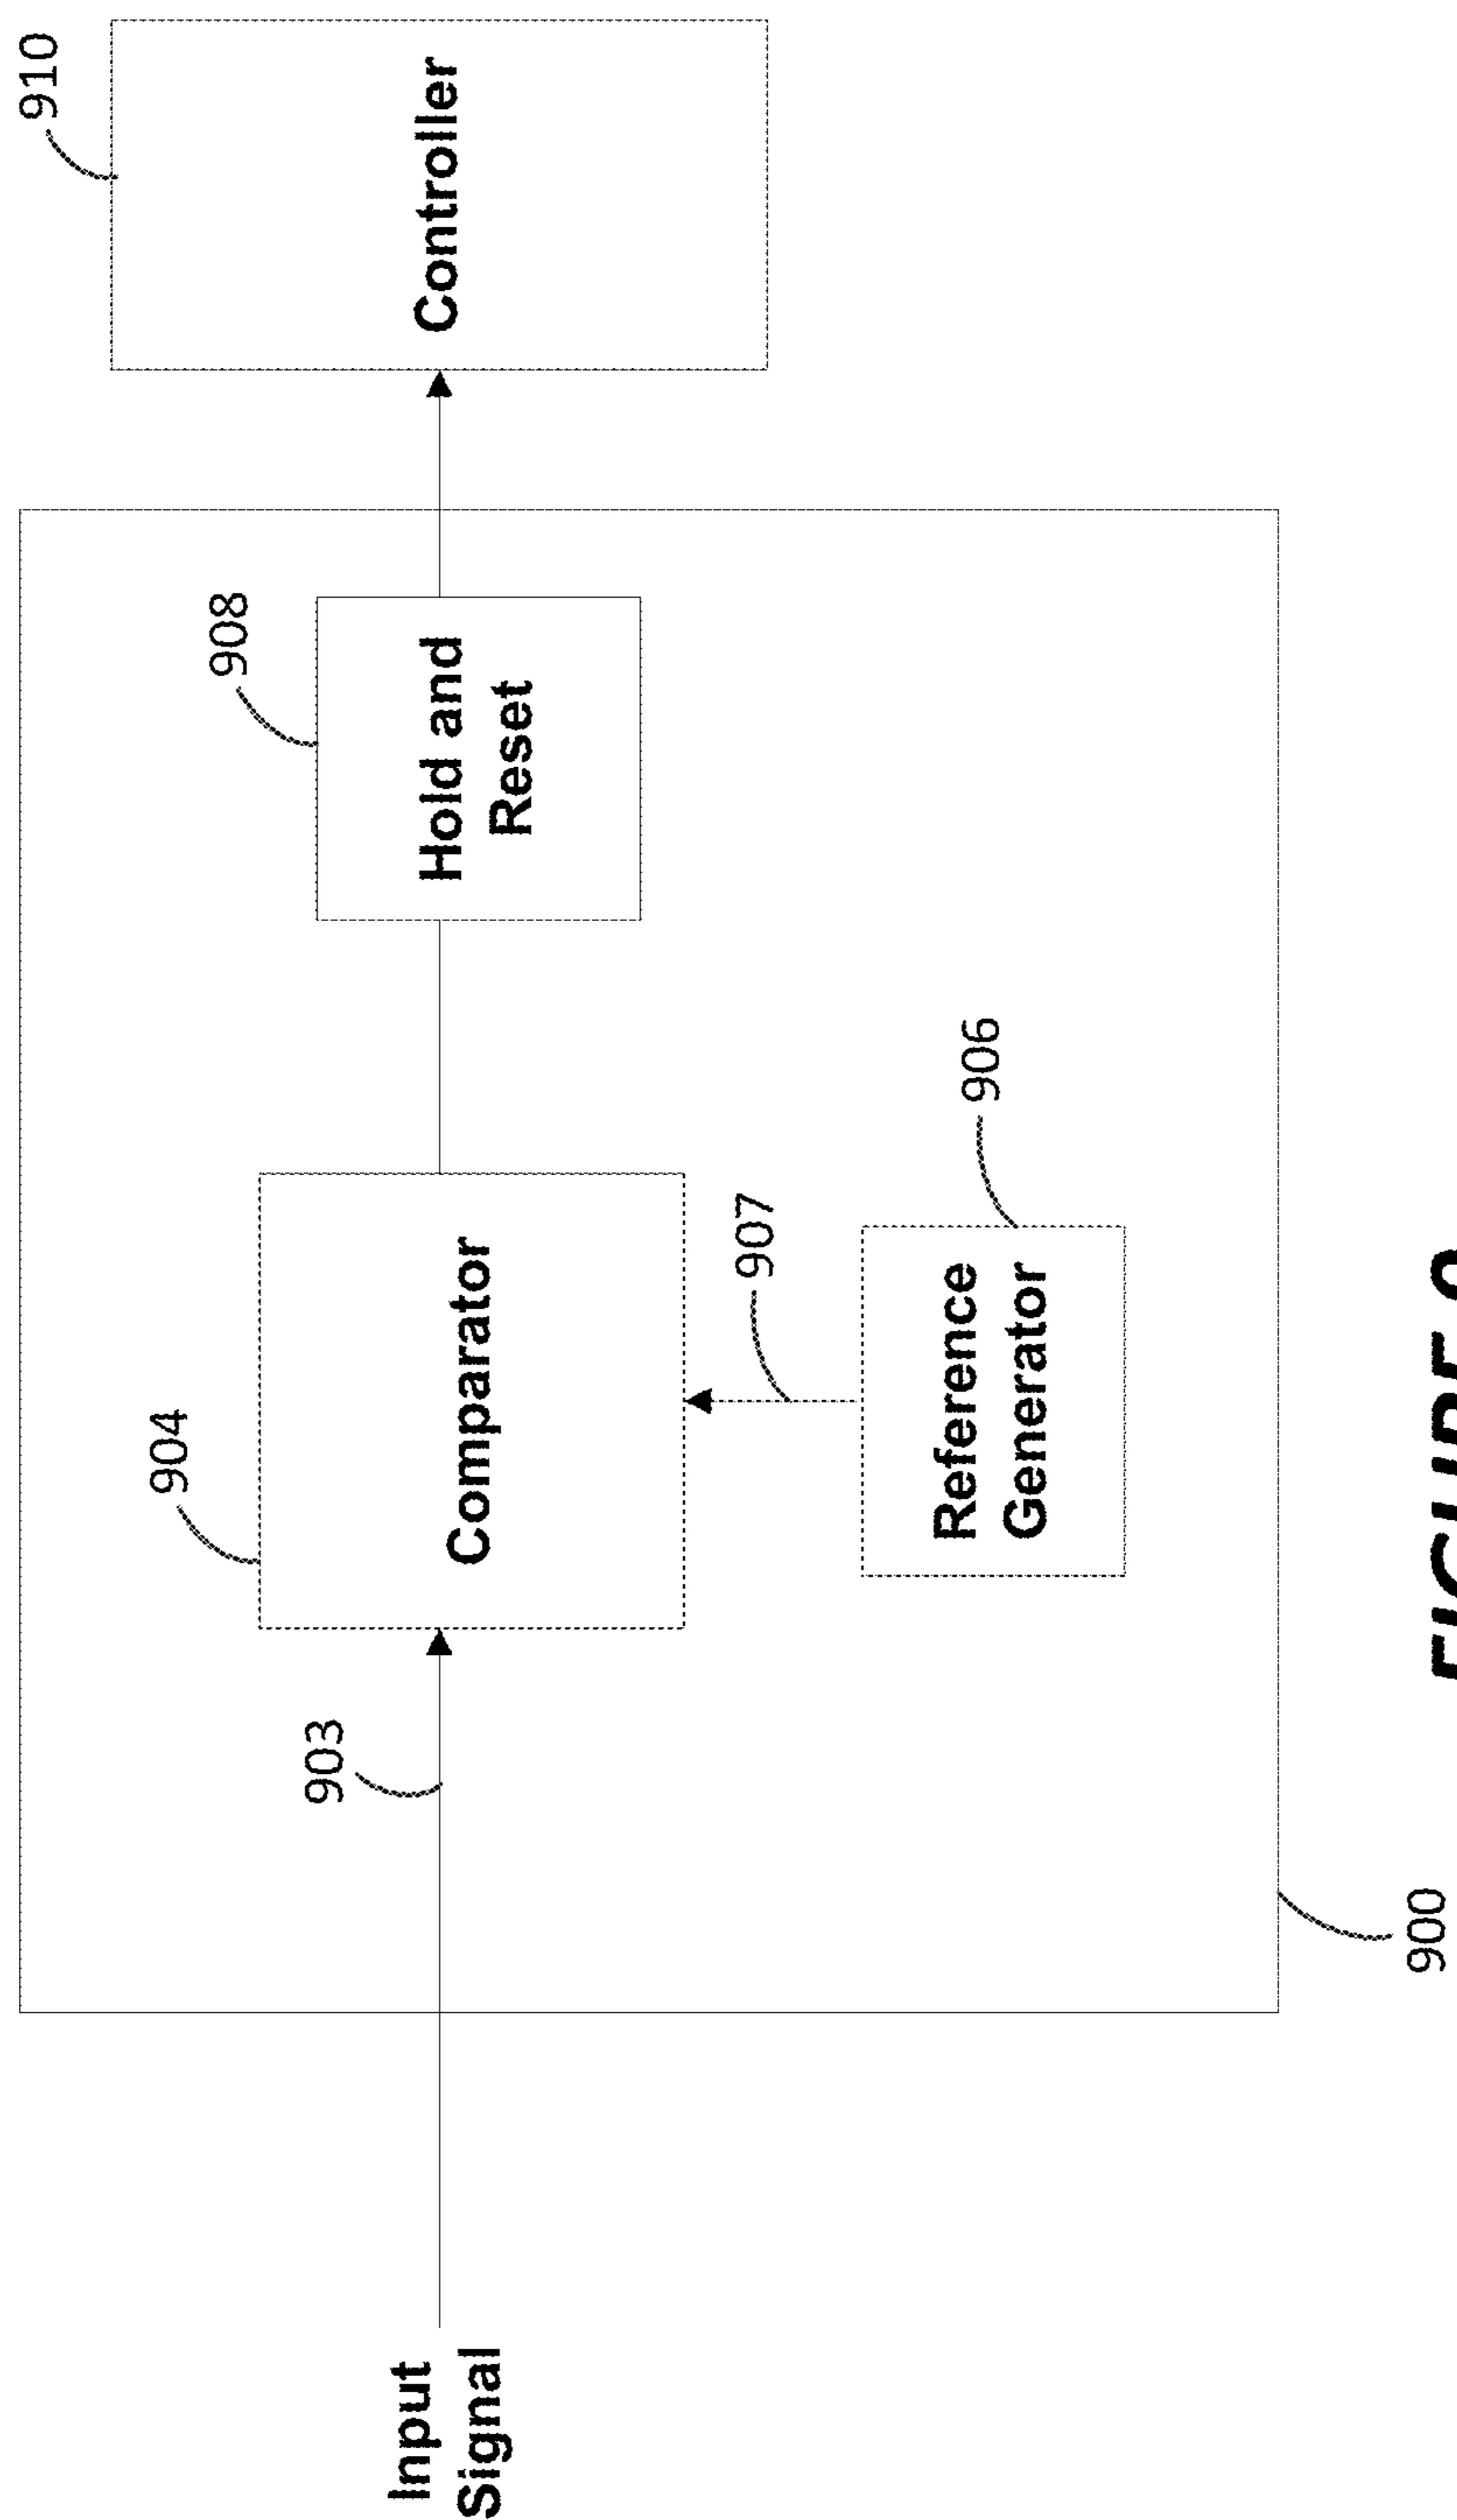 910
Controller
908
Hold and
Reset
904
Comparator
907
906
Reference
Generator
903
Input
Signal
900